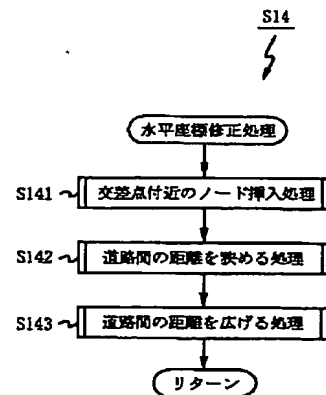 S14
水平座標修正処理
S141 交差点付近のノード挿入処理
S142 道路間の距離を狭める処理
S143 道路間の距離を広げる処理
リターン